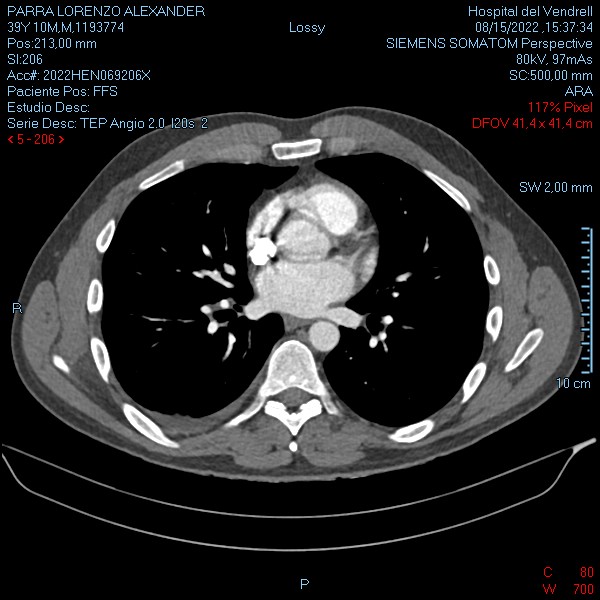 PARRA LORENZO ALEXANDER
39Y 10M,M,1193774
Pos:213,00 mm
SI:206
Acc#: 2022HEN069206X
Paciente Pos: FFS
Estudio Desc:
Serie Desc: TEP Angio 2.0 I20s 2
< 5 - 206 >
Lossy
Hospital del Vendrell
08/15/2022 ,15:37:34
SIEMENS SOMATOM Perspective
80kV, 97mAs
SC:500,00 mm
ARA
117% Pixel
DFOV 41,4 x 41,4 cm
SW 2,00 mm
R
10 cm
P
C 80
W 700